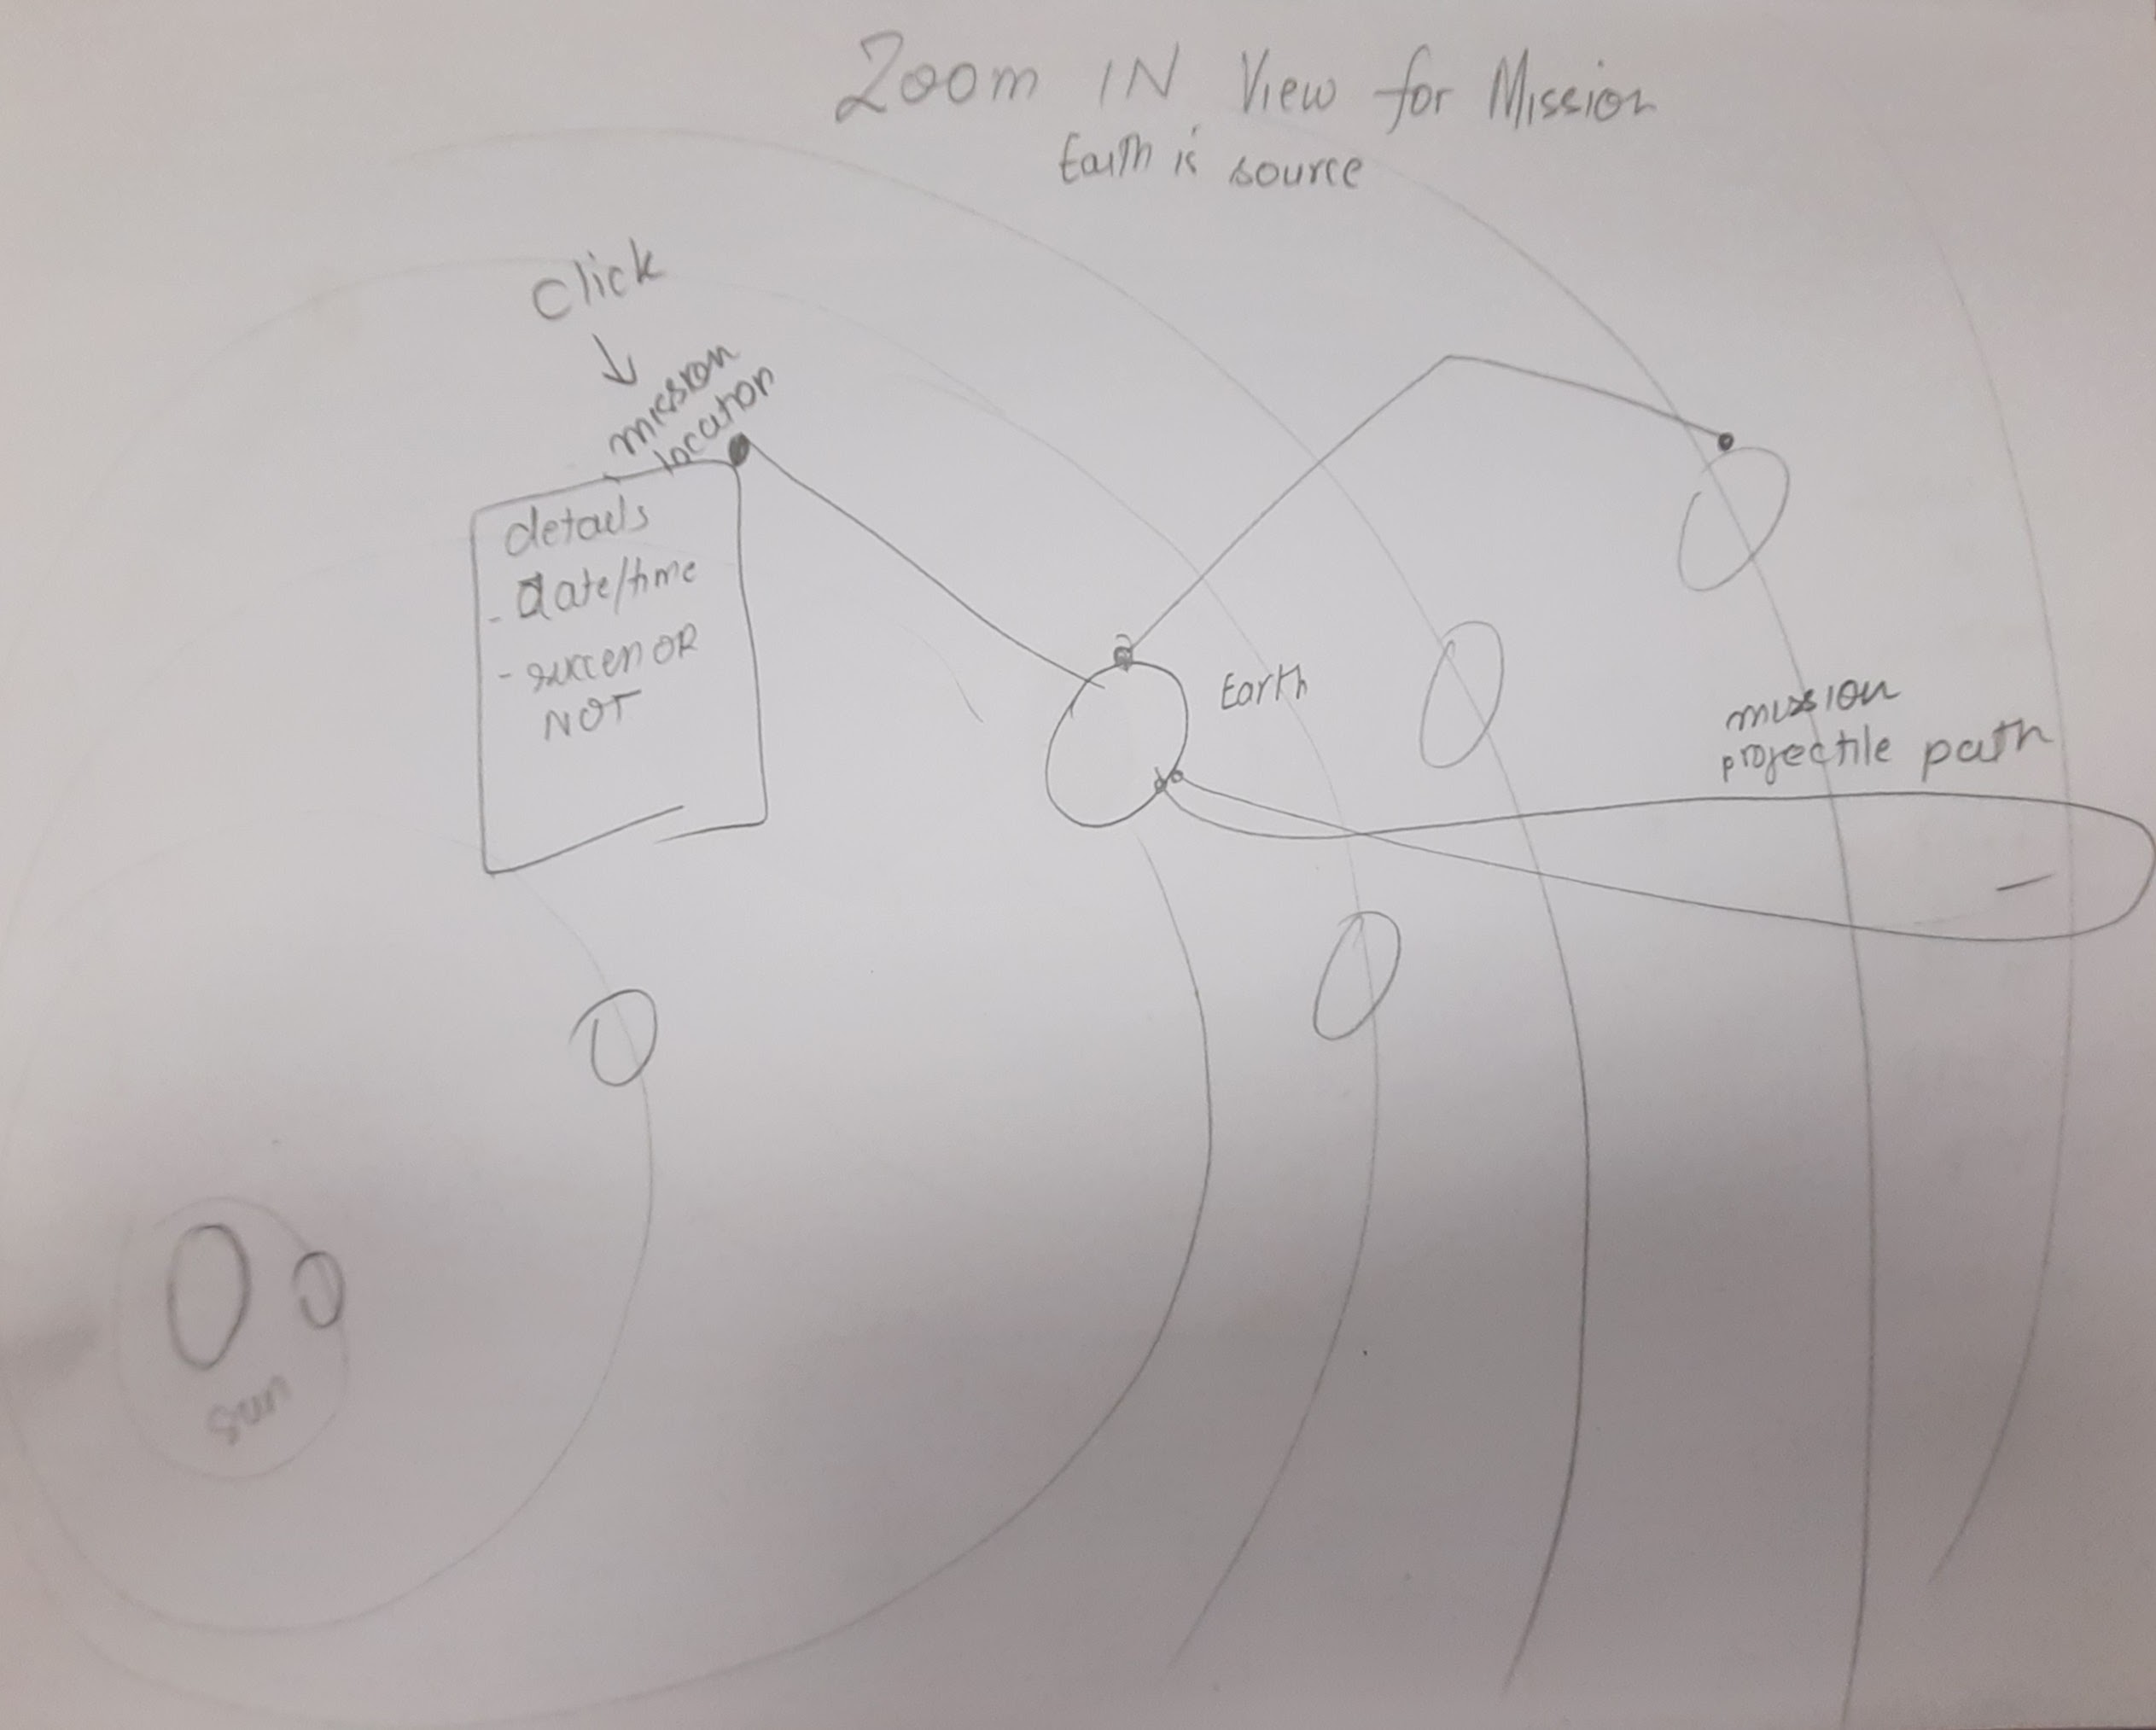 Zoom IN View for Mission
Earth is source
Click
mission
location
details
- Date/time
- success OR
NOT
Earth
mission
projectile path
sun